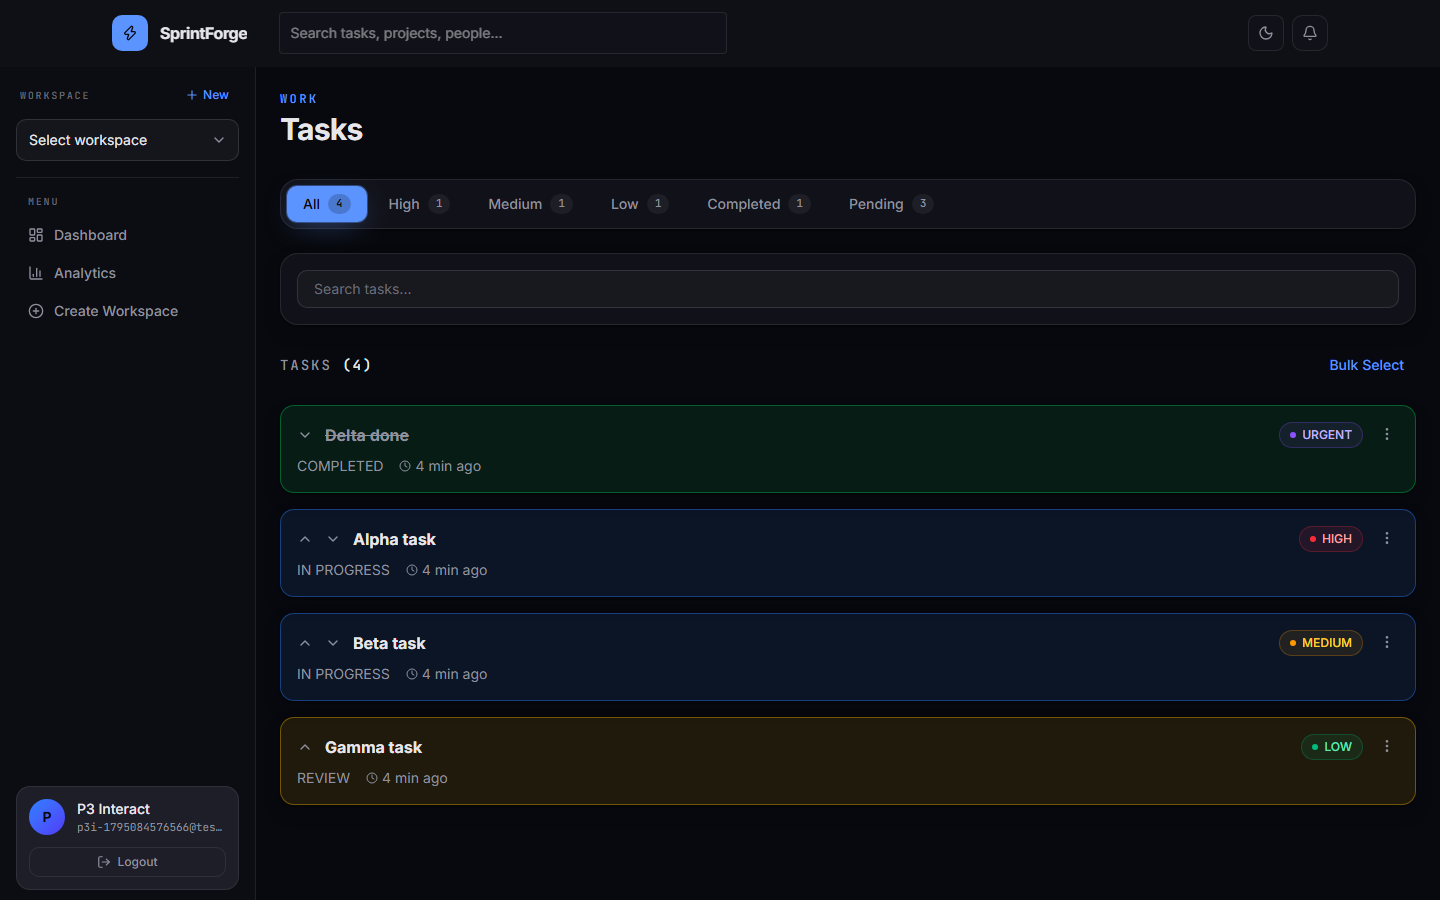 SprintForge
Search tasks, projects, people...
WORKSPACE
New
Select workspace
MENU
Dashboard
Analytics
Create Workspace
P
P3 Interact
p3i-1795084576566@tes…
Logout
WORK
Tasks
All 4
High 1
Medium 1
Low 1
Completed 1
Pending 3
Search tasks...
TASKS (4)
Bulk Select
Delta done
URGENT
COMPLETED 4 min ago
Alpha task
HIGH
IN PROGRESS 4 min ago
Beta task
MEDIUM
IN PROGRESS 4 min ago
Gamma task
LOW
REVIEW 4 min ago